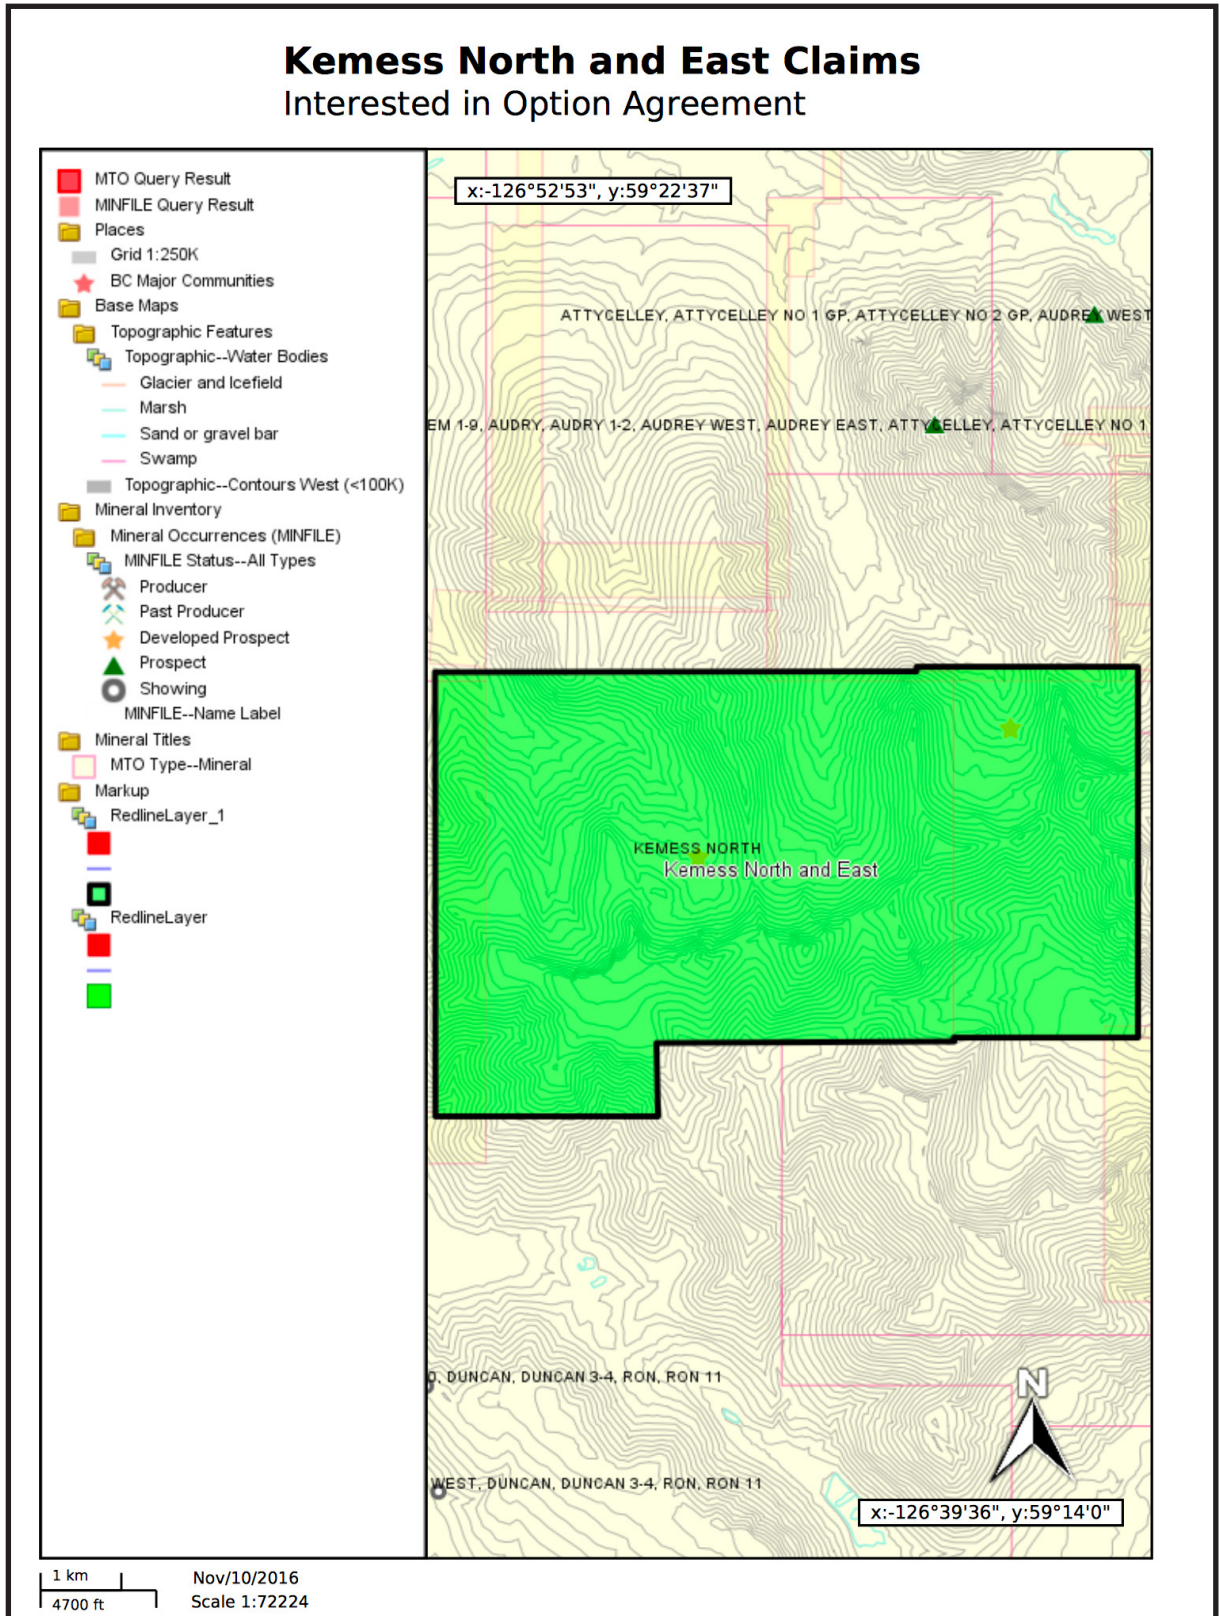 Kemess North and East Claims
Interested in Option Agreement
MTO Query Result
MINFILE Query Result
Places
Grid 1:250K
BC Major Communities
Base Maps
Topographic Features
Topographic--Water Bodies
Glacier and Icefield
Marsh
Sand or gravel bar
Swamp
Topographic--Contours West (<100K)
Mineral Inventory
Mineral Occurrences (MINFILE)
MINFILE Status--All Types
Producer
Past Producer
Developed Prospect
Prospect
Showing
MINFILE--Name Label
Mineral Titles
MTO Type--Mineral
Markup
RedlineLayer_1
RedlineLayer
x:-126°52'53", y:59°22'37"
ATTYCELLEY, ATTYCELLEY NO 1 GP, ATTYCELLEY NO 2 GP, AUDREY WEST
EM 1-9, AUDRY, AUDRY 1-2, AUDREY WEST, AUDREY EAST, ATTYCELLEY, ATTYCELLEY NO 1
KEMESS NORTH
Kemess North and East
, DUNCAN, DUNCAN 3-4, RON, RON 11
N
WEST, DUNCAN, DUNCAN 3-4, RON, RON 11
x:-126°39'36", y:59°14'0"
1 km
4700 ft
Nov/10/2016
Scale 1:72224